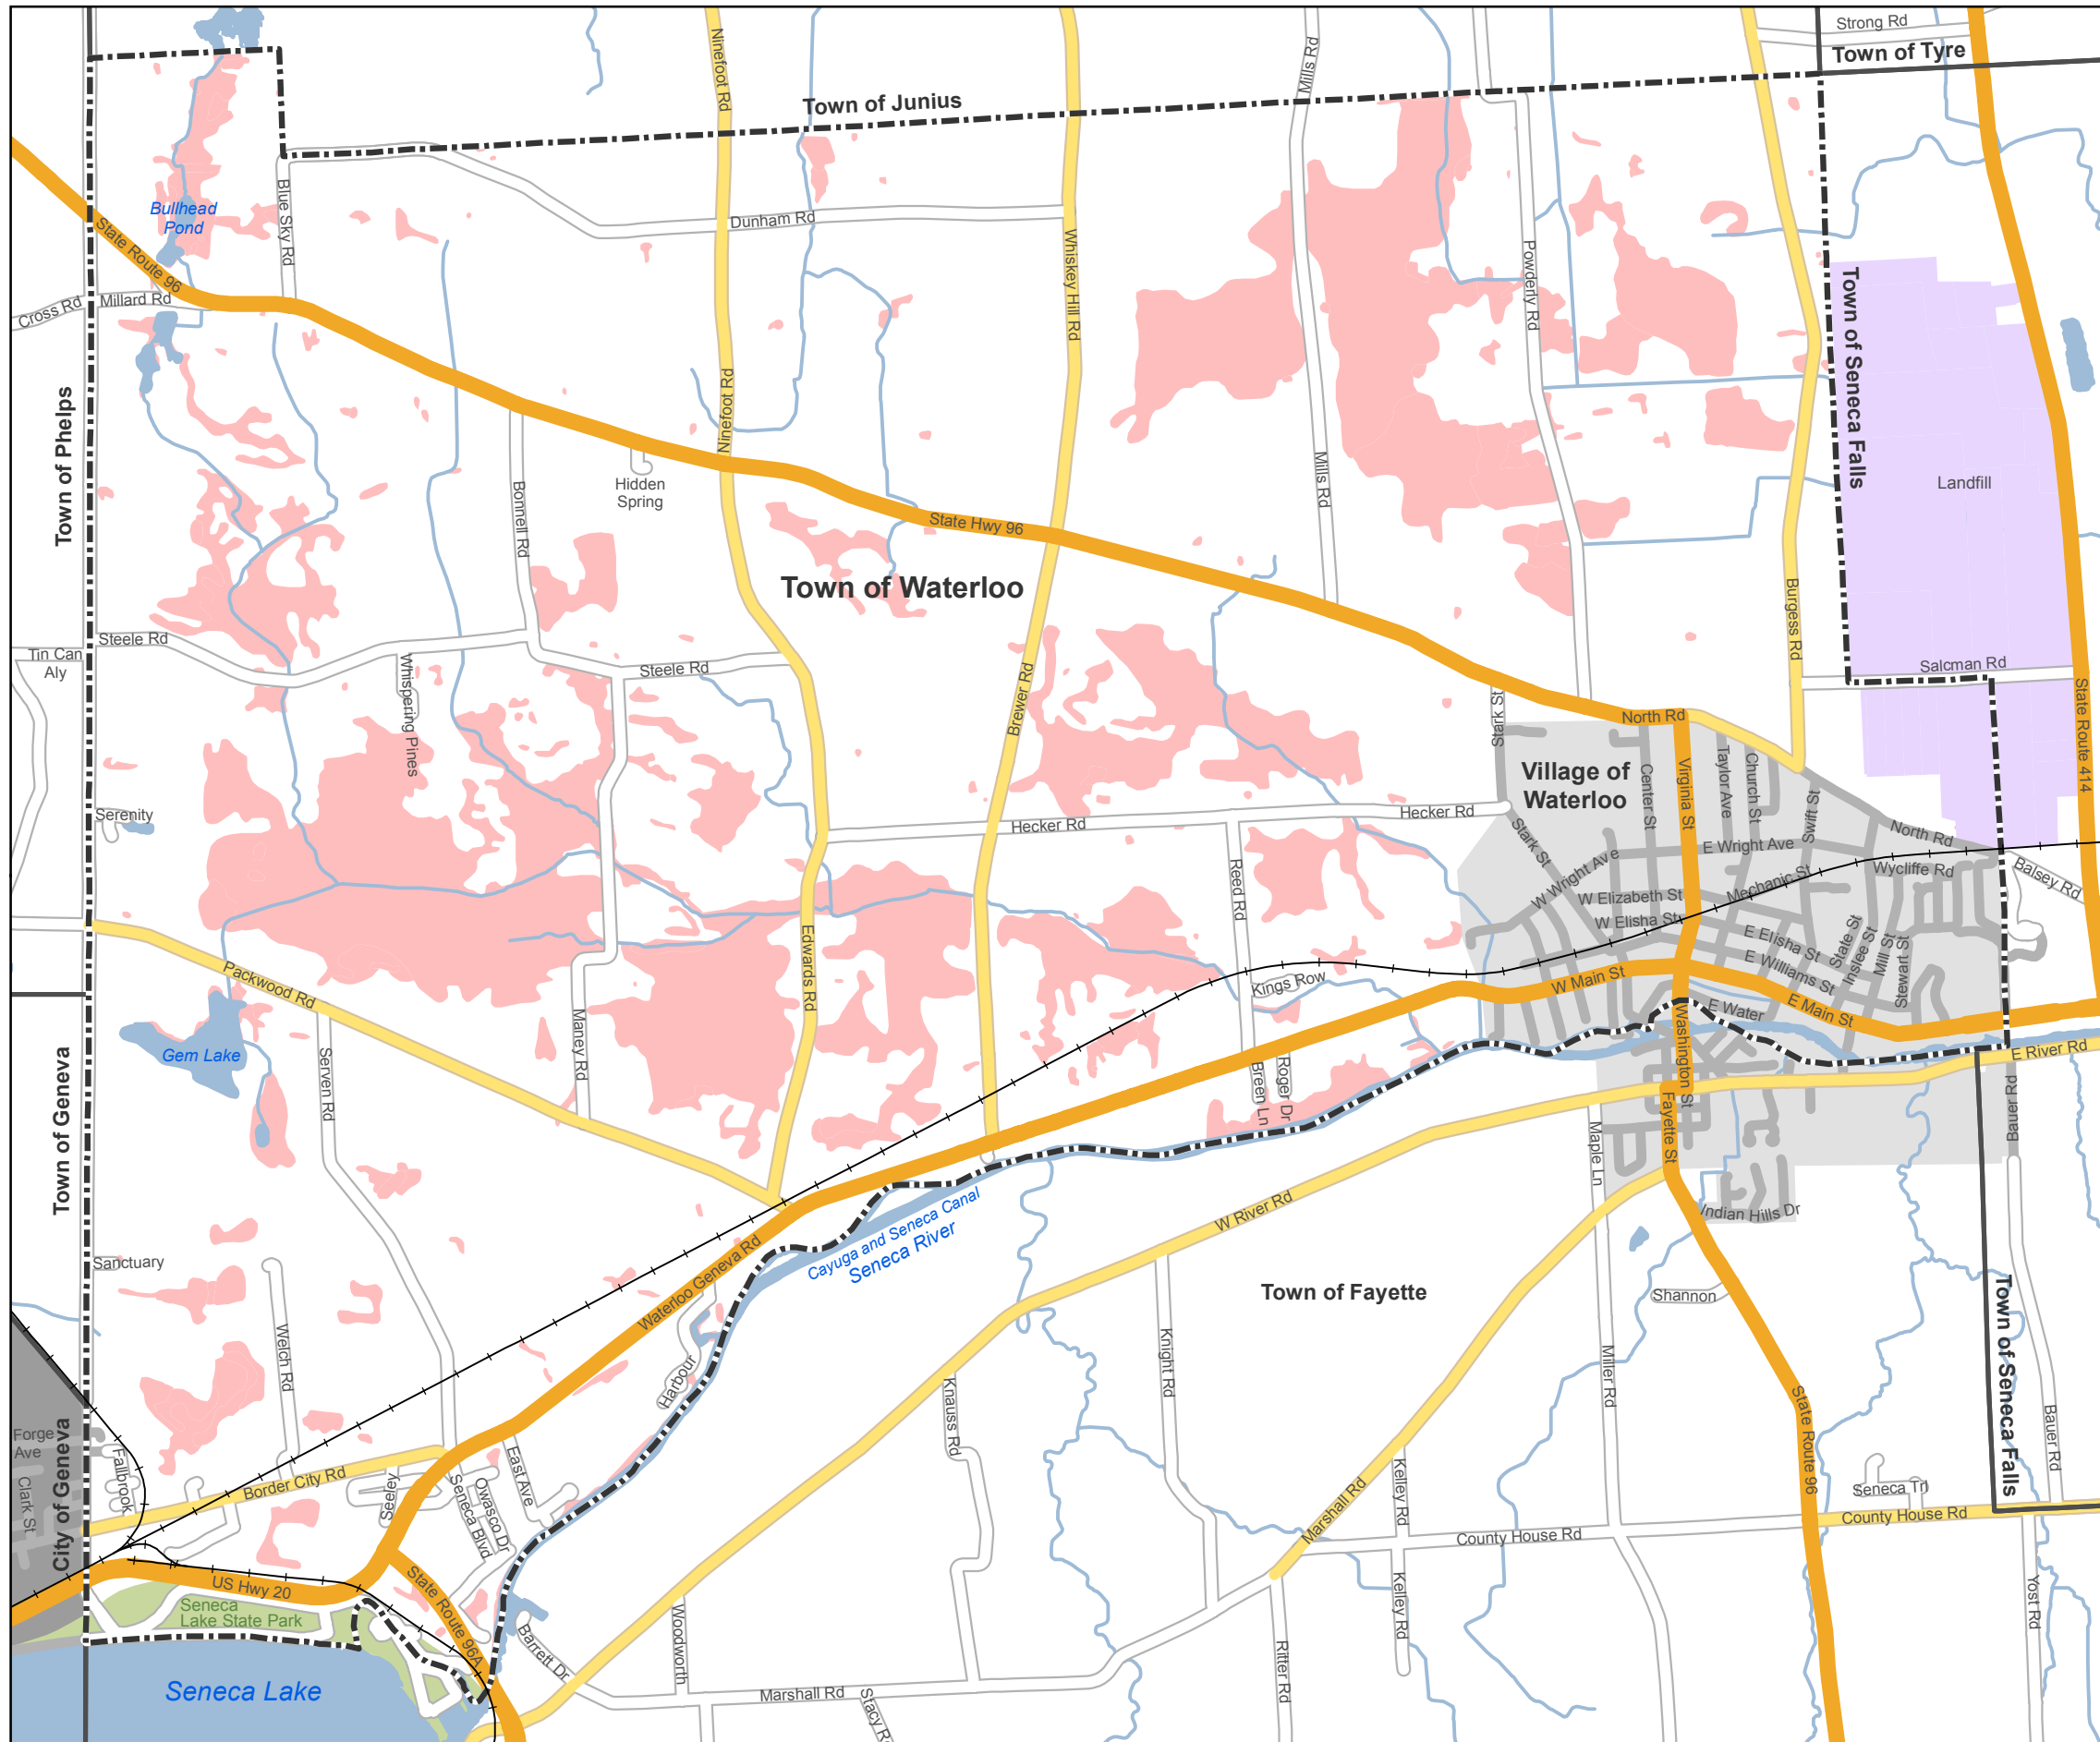 Strong Rd
Town of Tyre
Ninefoot Rd
Mills Rd
Town of Junius
Blue Sky Rd
Bullhead
Pond
Dunham Rd
State Route 96
Whiskey Hill Rd
Powderly Rd
Town of Seneca Falls
Cross Rd
Millard Rd
Town of Phelps
Ninefoot Rd
Bonnell Rd
Hidden
Spring
Mills Rd
Landfill
State Hwy 96
Town of Waterloo
Burgess Rd
Steele Rd
Tin Can
Aly
Whispering Pines
Steele Rd
Brewer Rd
Salcman Rd
State Route 414
Stark St
North Rd
Village of
Waterloo
Center St
Virginia St
Taylor Ave
Church St
Swift St
Serenity
Hecker Rd
Hecker Rd
Stark St
North Rd
E Wright Ave
Wycliffe Rd
Balsey Rd
W Wright Ave
Reed Rd
W Elizabeth St
Mechanic St
W Elisha St
E Elisha St
State St
Inslee St
Mill St
Stewart St
E Williams St
Edwards Rd
Packwood Rd
Kings Row
W Main St
E Main St
E Water
Washington St
Gem Lake
Maney Rd
Serven Rd
Town of Geneva
Breen Ln
Roger Dr
E River Rd
Bauer Rd
Fayette St
Maple Ln
W River Rd
Indian Hills Dr
Cayuga and Seneca Canal
Seneca River
Sanctuary
Waterloo Geneva Rd
Town of Fayette
Shannon
Town of Seneca Falls
Welch Rd
Harbour
Knauss Rd
Knight Rd
Miller Rd
State Route 96
Bauer Rd
Forge
Ave
Clark St
City of Geneva
Fallbrook
Border City Rd
Seeley
Seneca Blvd
Owasco Dr
East Ave
Marshall Rd
Kelley Rd
Seneca Trl
County House Rd
County House Rd
US Hwy 20
Seneca
Lake State Park
State Route 96A
Barrett Dr
Woodworth
Kelley Rd
Yost Rd
Ritter Rd
Seneca Lake
Marshall Rd
Stacy R